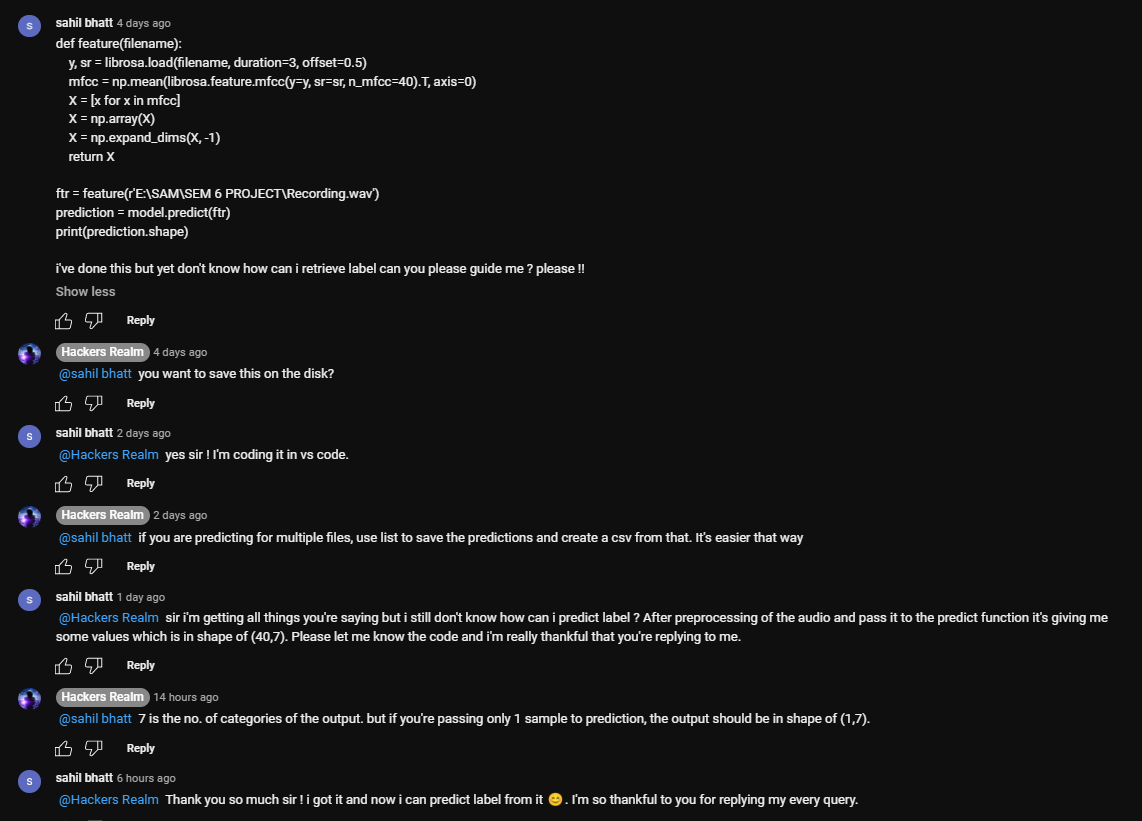 S
sahil bhatt 4 days ago
def feature(filename):
    y, sr = librosa.load(filename, duration=3, offset=0.5)
    mfcc = np.mean(librosa.feature.mfcc(y=y, sr=sr, n_mfcc=40).T, axis=0)
    X = [x for x in mfcc]
    X = np.array(X)
    X = np.expand_dims(X, -1)
    return X
ftr = feature(r'E:\SAM\SEM 6 PROJECT\Recording.wav')
prediction = model.predict(ftr)
print(prediction.shape)
i've done this but yet don't know how can i retrieve label can you please guide me ? please !!
Show less
Reply
Hackers Realm 4 days ago
@sahil bhatt you want to save this on the disk?
Reply
S
sahil bhatt 2 days ago
@Hackers Realm yes sir ! I'm coding it in vs code.
Reply
Hackers Realm 2 days ago
@sahil bhatt if you are predicting for multiple files, use list to save the predictions and create a csv from that. It's easier that way
Reply
S
sahil bhatt 1 day ago
@Hackers Realm sir i'm getting all things you're saying but i still don't know how can i predict label ? After preprocessing of the audio and pass it to the predict function it's giving me
some values which is in shape of (40,7). Please let me know the code and i'm really thankful that you're replying to me.
Reply
Hackers Realm 14 hours ago
@sahil bhatt 7 is the no. of categories of the output. but if you're passing only 1 sample to prediction, the output should be in shape of (1,7).
Reply
S
sahil bhatt 6 hours ago
@Hackers Realm Thank you so much sir ! i got it and now i can predict label from it 😊 . I'm so thankful to you for replying my every query.